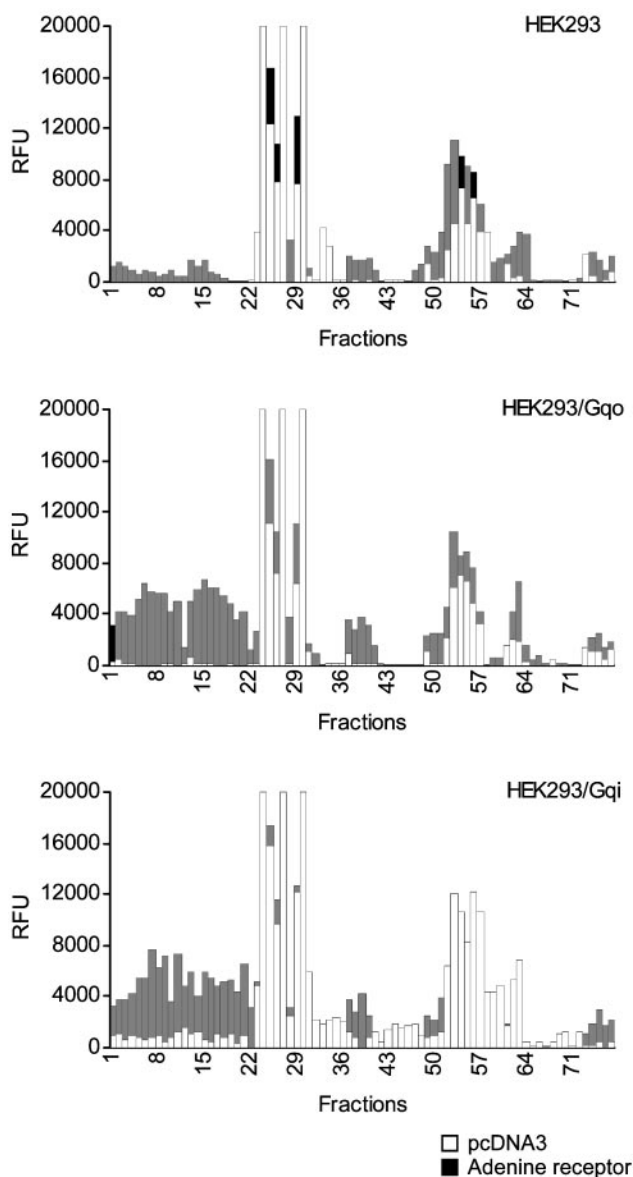 HEK293
20000
16000
12000
8000
4000
0
RFU
1 8 15 22 29 36 43 50 57 64 71
Fractions
HEK293/Gqo
20000
16000
12000
8000
4000
0
RFU
1 8 15 22 29 36 43 50 57 64 71
Fractions
HEK293/Gqi
20000
16000
12000
8000
4000
0
RFU
1 8 15 22 29 36 43 50 57 64 71
Fractions
pcDNA3
Adenine receptor